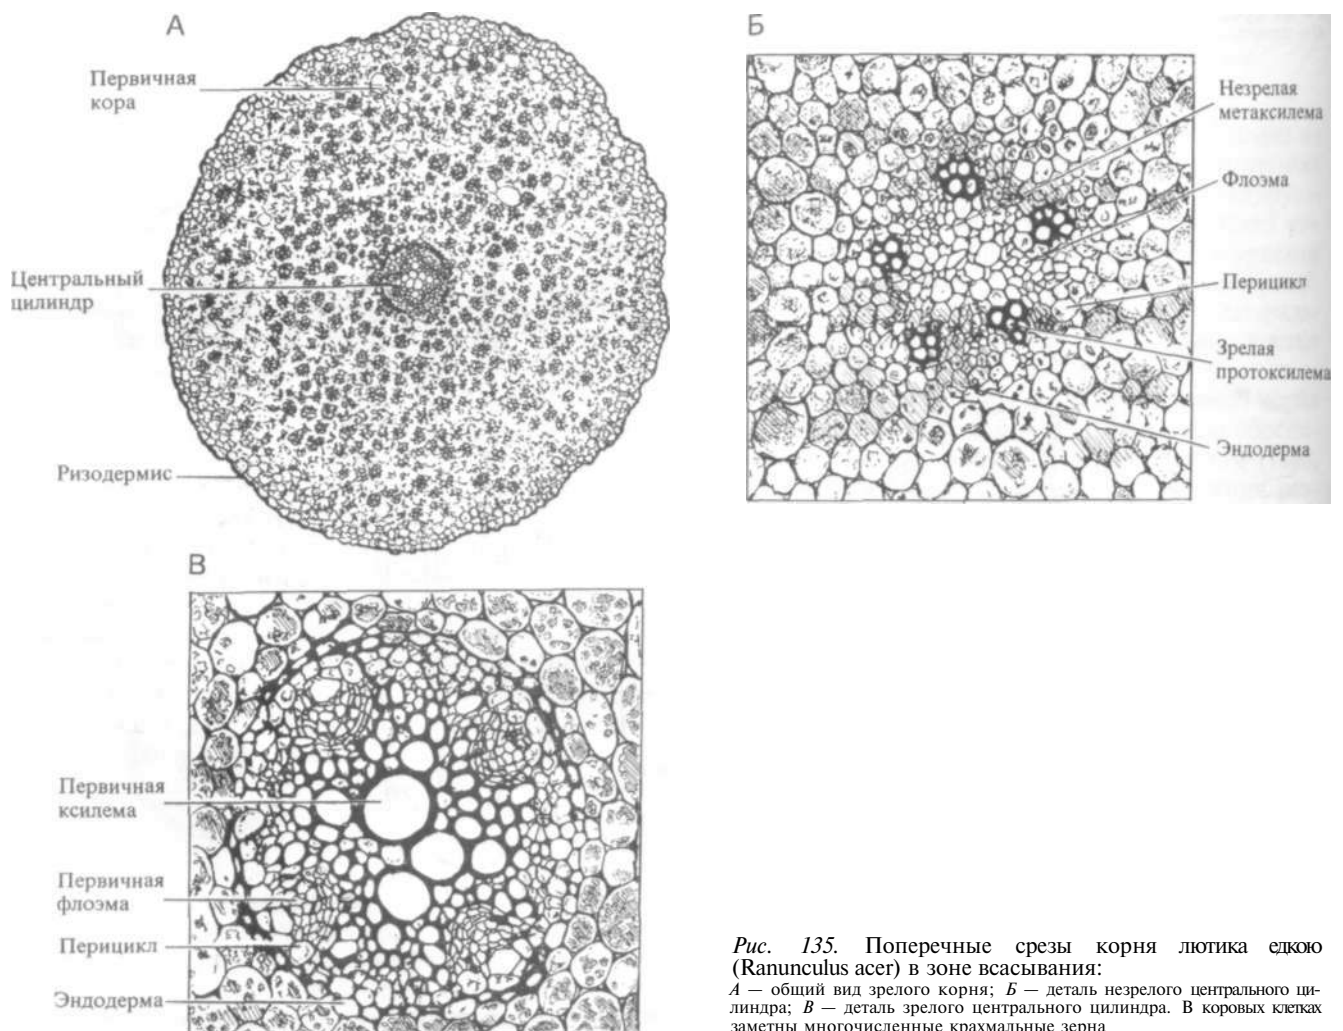 А
Первичная
кора
Центральный
цилиндр
Ризодермис
Б
Незрелая
метаксилема
Флоэма
Перицикл
Зрелая
протоксилема
Эндодерма
В
Первичная
ксилема
Первичная
флоэма
Перицикл
Эндодерма
Рис. 135. Поперечные срезы корня лютика едкою
(Ranunculus acer) в зоне всасывания:
А — общий вид зрелого корня; Б — деталь незрелого центрального ци-
линдра; В — деталь зрелого центрального цилиндра. В коровых клетках
заметны многочисленные крахмальные зерна